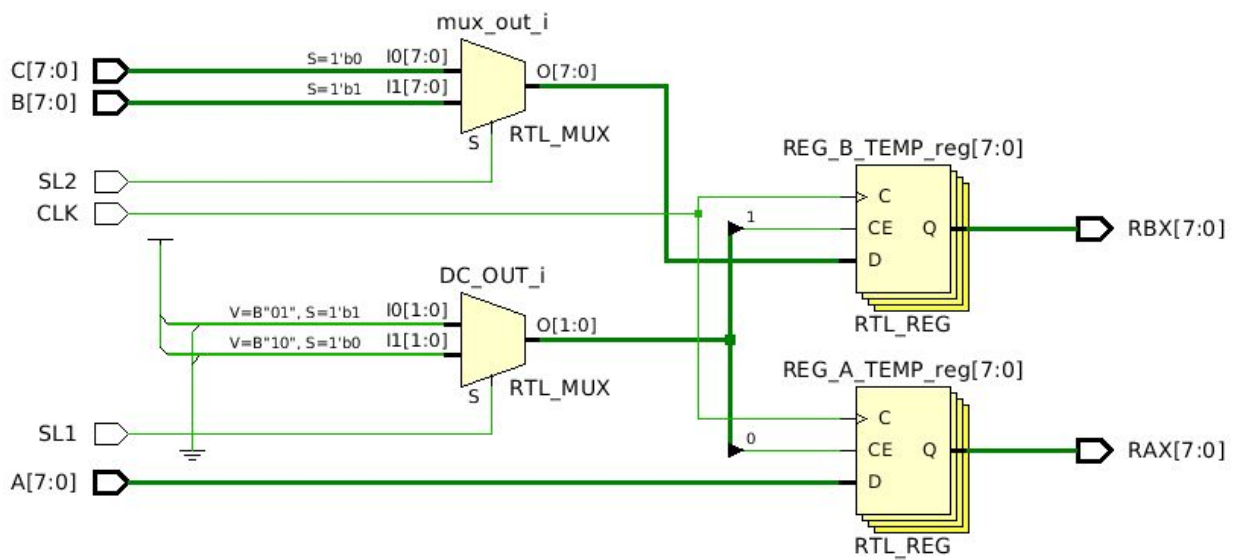 mux_out_i
C[7:0] S=1'b0 I0[7:0] O[7:0]
B[7:0] S=1'b1 I1[7:0]
S RTL_MUX
SL2
CLK
REG_B_TEMP_reg[7:0]
C
1 CE Q RBX[7:0]
D
RTL_REG
DC_OUT_i
V=B"01", S=1'b1 I0[1:0] O[1:0]
V=B"10", S=1'b0 I1[1:0]
S RTL_MUX
SL1
A[7:0]
REG_A_TEMP_reg[7:0]
C
0 CE Q RAX[7:0]
D
RTL_REG